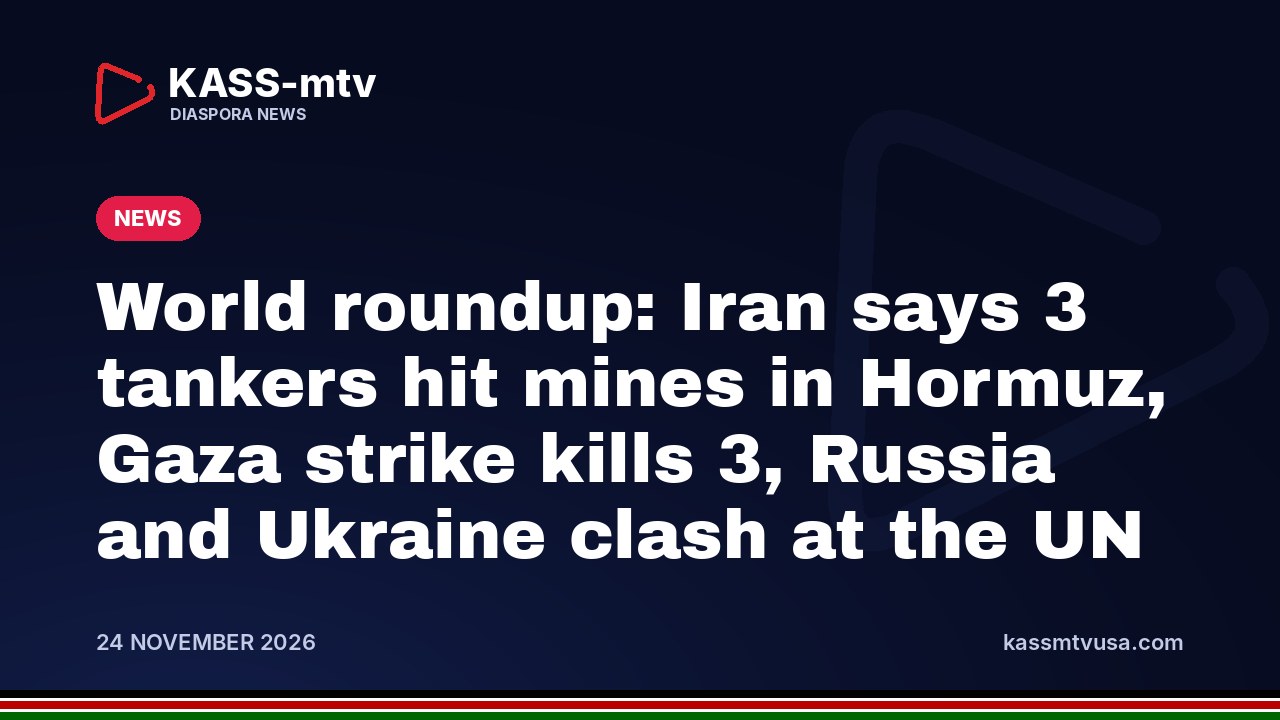 KASS-mtv
DIASPORA NEWS
NEWS
World roundup: Iran says 3
tankers hit mines in Hormuz,
Gaza strike kills 3, Russia
and Ukraine clash at the UN
24 NOVEMBER 2026
kassmtvusa.com